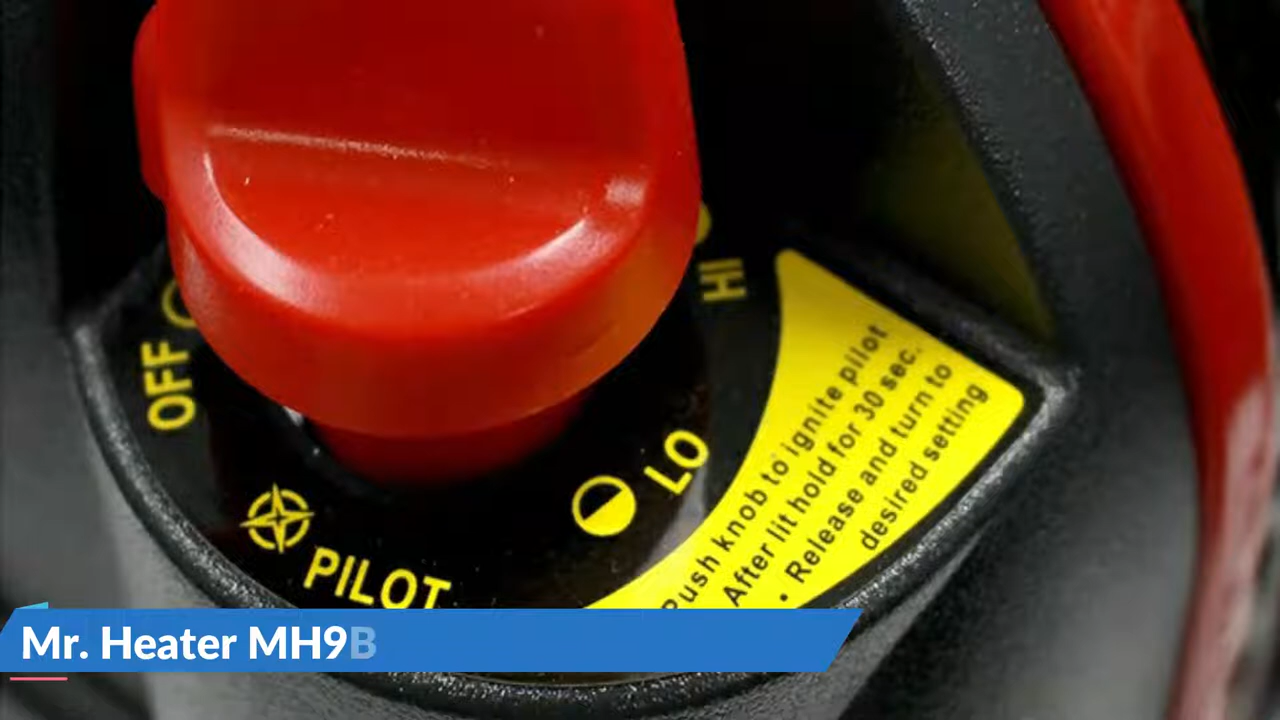 OFF
HI
LO
PILOT
Push knob to ignite pilot
After lit hold for 30 sec.
• Release and turn to
desired setting
Mr. Heater MH9B